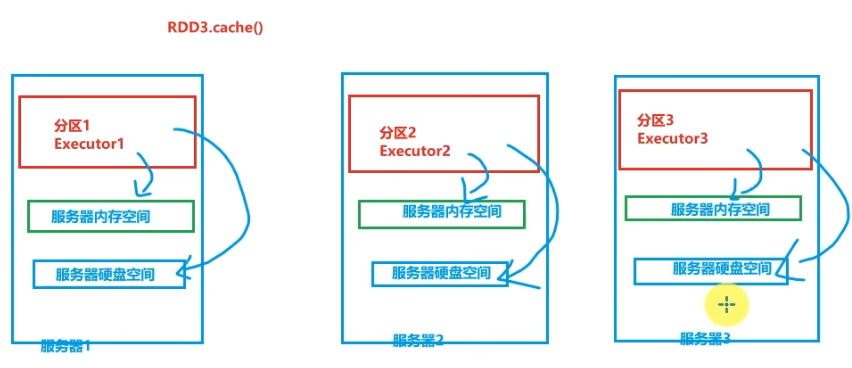 RDD3.cache()
分区1
Executor1
服务器内存空间
服务器硬盘空间
服务器1
分区2
Executor2
服务器内存空间
服务器硬盘空间
服务器2
分区3
Executor3
服务器内存空间
服务器硬盘空间
服务器3